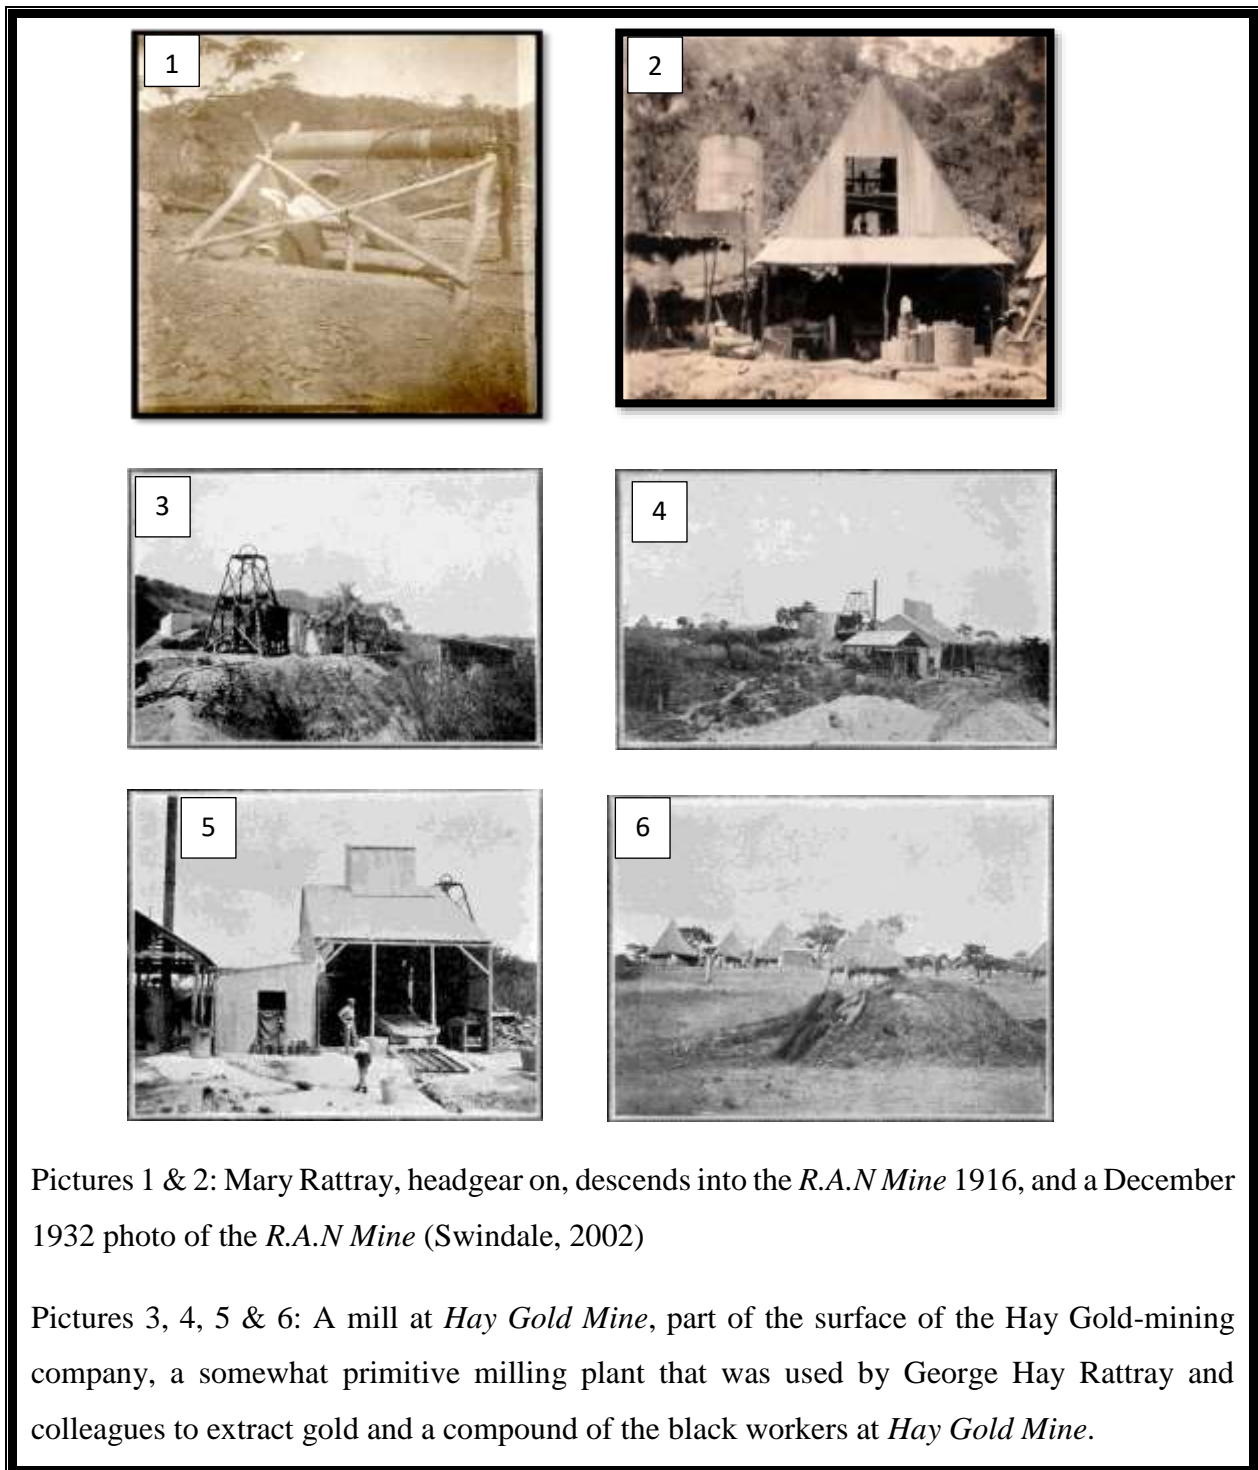 1
2
3
4
5
6
Pictures 1 & 2: Mary Rattray, headgear on, descends into the R.A.N Mine 1916, and a December
1932 photo of the R.A.N Mine (Swindale, 2002)
Pictures 3, 4, 5 & 6: A mill at Hay Gold Mine, part of the surface of the Hay Gold-mining
company, a somewhat primitive milling plant that was used by George Hay Rattray and
colleagues to extract gold and a compound of the black workers at Hay Gold Mine.